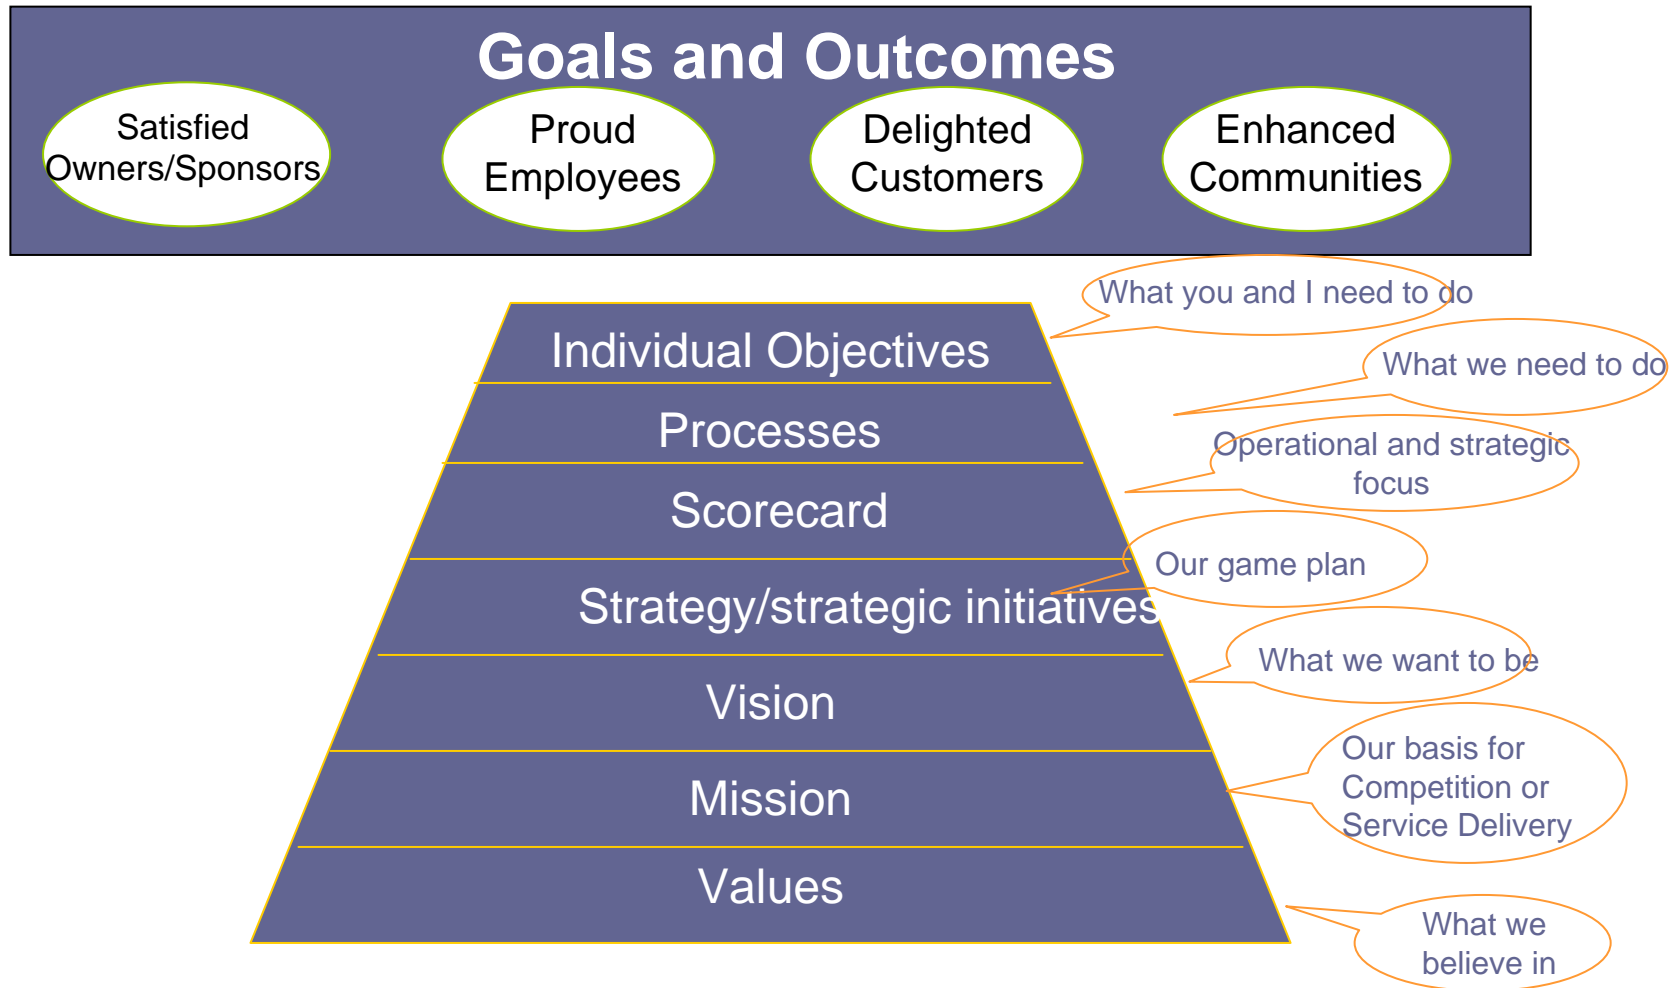 Goals and Outcomes
Satisfied
Owners/Sponsors
Proud
Employees
Delighted
Customers
Enhanced
Communities
What you and I need to do
Individual Objectives
What we need to do
Processes
Operational and strategic
focus
Scorecard
Our game plan
Strategy/strategic initiatives
What we want to be
Vision
Our basis for
Competition or
Service Delivery
Mission
Values
What we
believe in